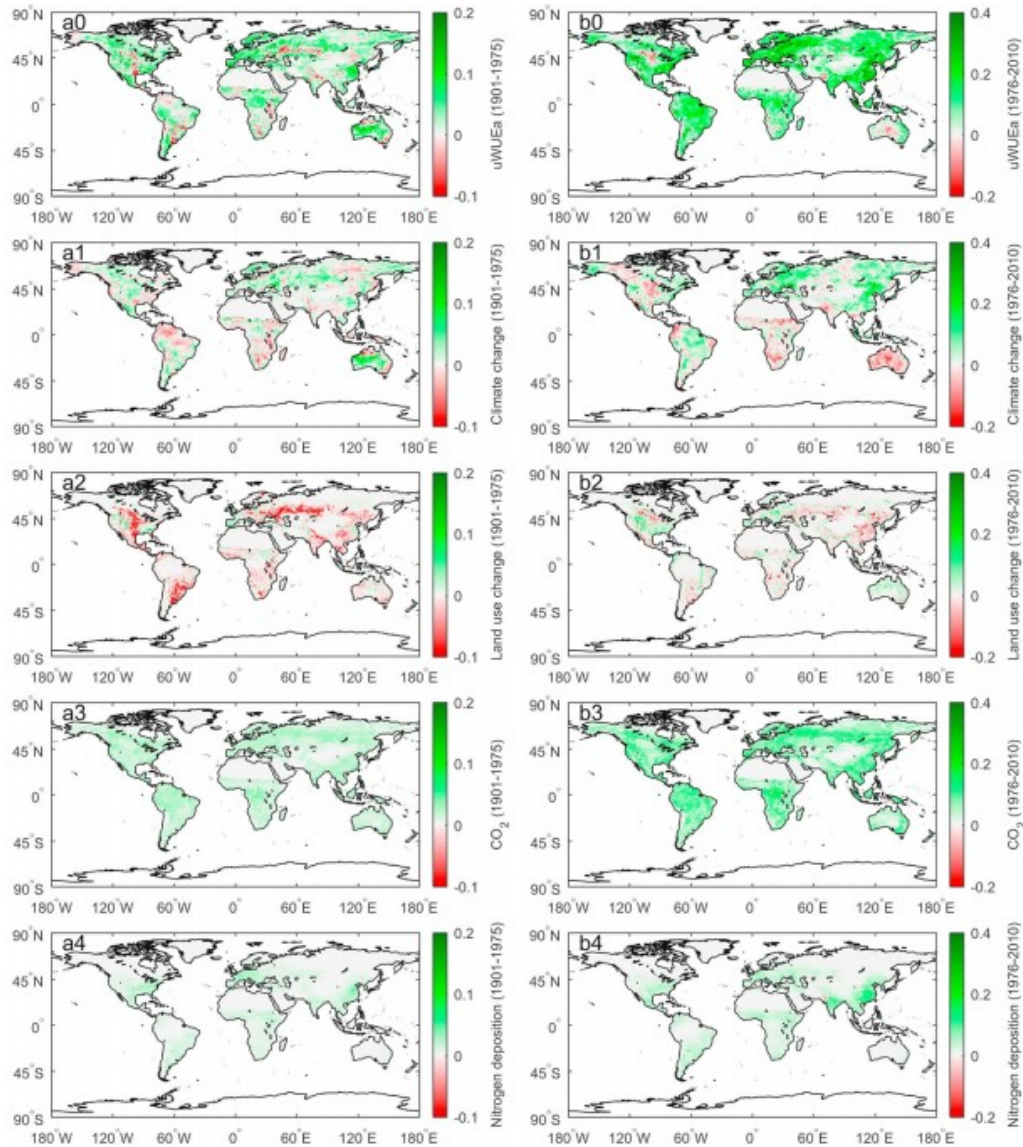 a0
90°N
45°N
0°
45°S
90°S
180°W 120°W 60°W 0° 60°E 120°E 180°E
0.2
0.1
0
-0.1
uWUEa (1901-1975)
b0
90°N
45°N
0°
45°S
90°S
180°W 120°W 60°W 0° 60°E 120°E 180°E
0.4
0.2
0
-0.2
uWUEa (1976-2010)
a1
90°N
45°N
0°
45°S
90°S
180°W 120°W 60°W 0° 60°E 120°E 180°E
0.2
0.1
0
-0.1
Climate change (1901-1975)
b1
90°N
45°N
0°
45°S
90°S
180°W 120°W 60°W 0° 60°E 120°E 180°E
0.4
0.2
0
-0.2
Climate change (1976-2010)
a2
90°N
45°N
0°
45°S
90°S
180°W 120°W 60°W 0° 60°E 120°E 180°E
0.2
0.1
0
-0.1
Land use change (1901-1975)
b2
90°N
45°N
0°
45°S
90°S
180°W 120°W 60°W 0° 60°E 120°E 180°E
0.4
0.2
0
-0.2
Land use change (1976-2010)
a3
90°N
45°N
0°
45°S
90°S
180°W 120°W 60°W 0° 60°E 120°E 180°E
0.2
0.1
0
-0.1
CO₂ (1901-1975)
b3
90°N
45°N
0°
45°S
90°S
180°W 120°W 60°W 0° 60°E 120°E 180°E
0.4
0.2
0
-0.2
CO₂ (1976-2010)
a4
90°N
45°N
0°
45°S
90°S
180°W 120°W 60°W 0° 60°E 120°E 180°E
0.2
0.1
0
-0.1
Nitrogen deposition (1901-1975)
b4
90°N
45°N
0°
45°S
90°S
180°W 120°W 60°W 0° 60°E 120°E 180°E
0.4
0.2
0
-0.2
Nitrogen deposition (1976-2010)